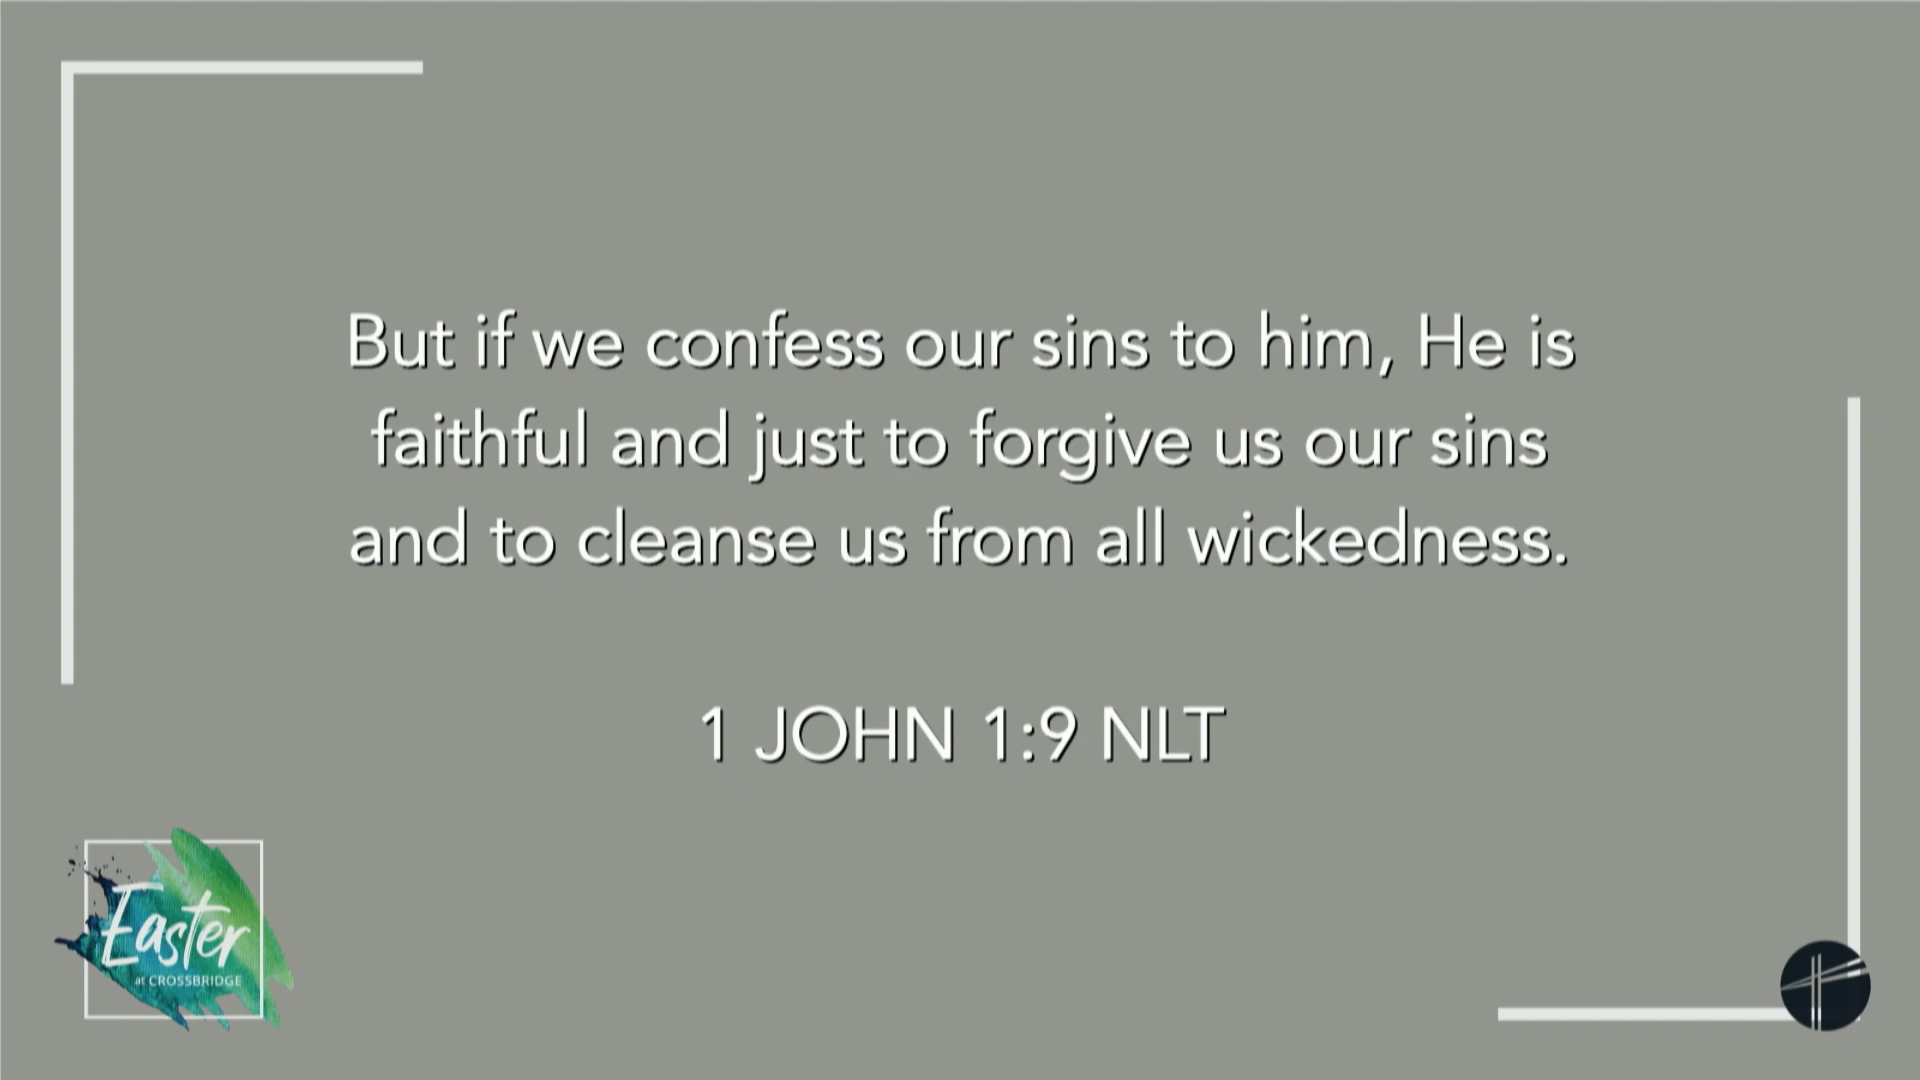 But if we confess our sins to him, He is
faithful and just to forgive us our sins
and to cleanse us from all wickedness.
1 JOHN 1:9 NLT
Easter
at CROSSBRIDGE